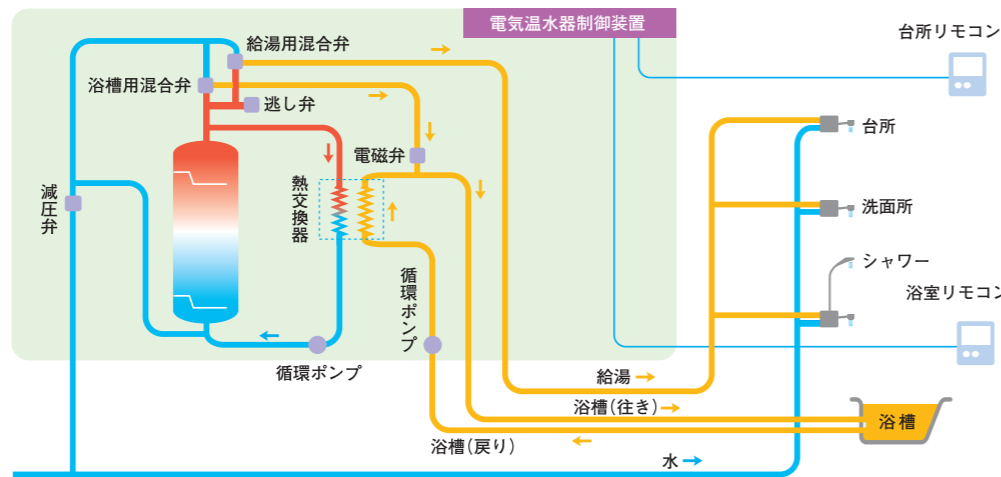 電気温水器制御装置
台所リモコン
給湯用混合弁
浴槽用混合弁
逃し弁
電磁弁
台所
減圧弁
熱交換器
洗面所
シャワー
浴室リモコン
循環ポンプ
循環ポンプ
給湯
浴槽(往き)
浴槽
浴槽(戻り)
水